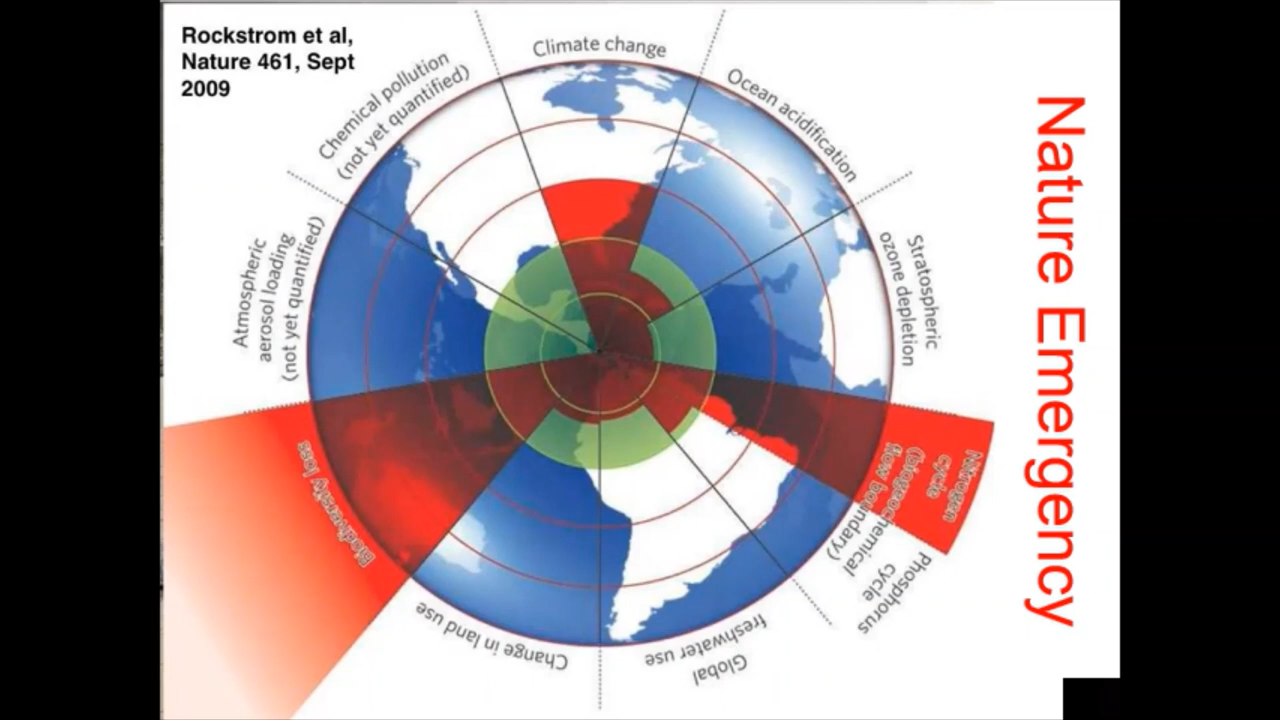 Rockstrom et al,
Nature 461, Sept
2009
Climate change
Ocean acidification
Stratospheric
ozone depletion
Nitrogen
cycle
(biogeochemical
flow boundary)
Phosphorus
cycle
Global
freshwater use
Change in land use
Biodiversity loss
Atmospheric
aerosol loading
(not yet quantified)
Chemical pollution
(not yet quantified)
Nature Emergency